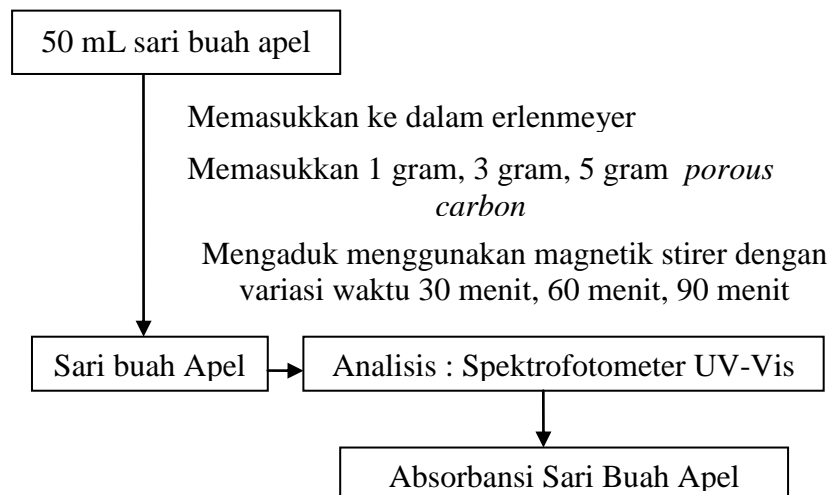 50 mL sari buah apel
Memasukkan ke dalam erlenmeyer
Memasukkan 1 gram, 3 gram, 5 gram porous
carbon
Mengaduk menggunakan magnetik stirer dengan
variasi waktu 30 menit, 60 menit, 90 menit
Sari buah Apel
Analisis : Spektrofotometer UV-Vis
Absorbansi Sari Buah Apel